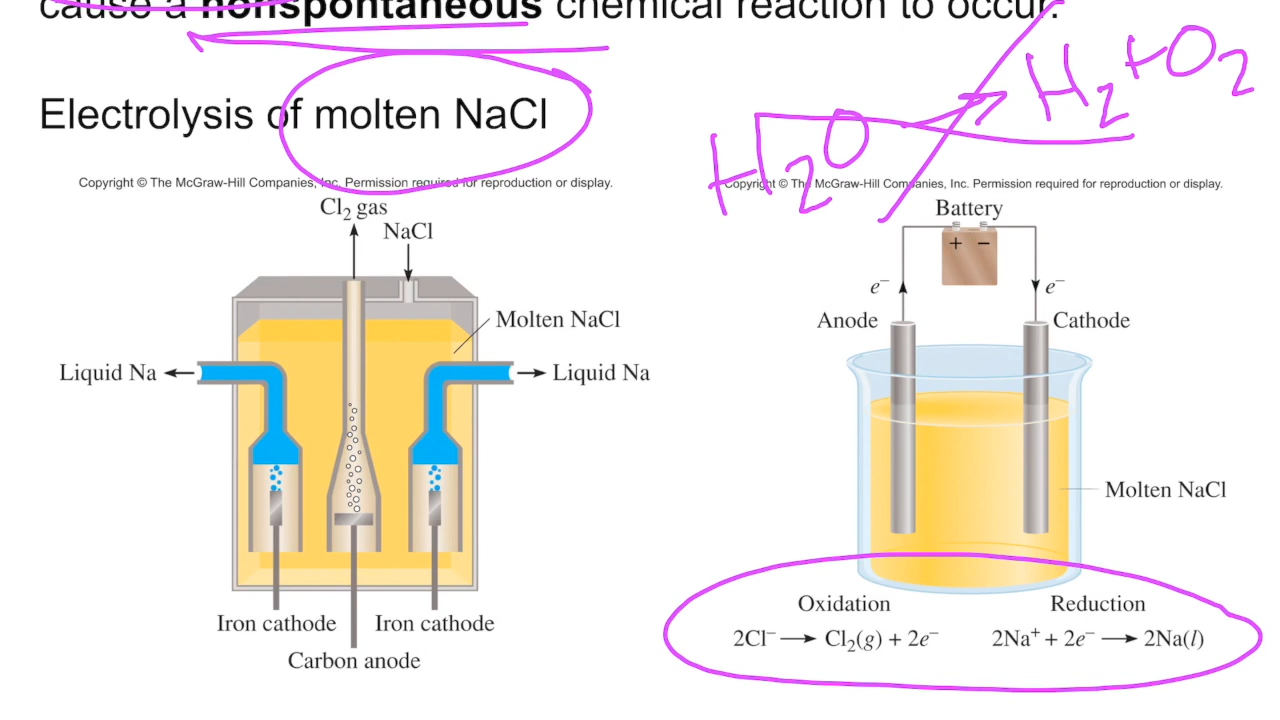 cause a nonspontaneous chemical reaction to occur.
H₂O → H₂ + O₂
Electrolysis of molten NaCl
Copyright © The McGraw-Hill Companies, Inc. Permission required for reproduction or display.
Cl₂ gas
NaCl
Molten NaCl
Liquid Na
Liquid Na
Iron cathode
Iron cathode
Carbon anode
Copyright © The McGraw-Hill Companies, Inc. Permission required for reproduction or display.
Battery
+ −
e⁻
e⁻
Anode
Cathode
Molten NaCl
Oxidation
2Cl⁻ → Cl₂(g) + 2e⁻
Reduction
2Na⁺ + 2e⁻ → 2Na(l)